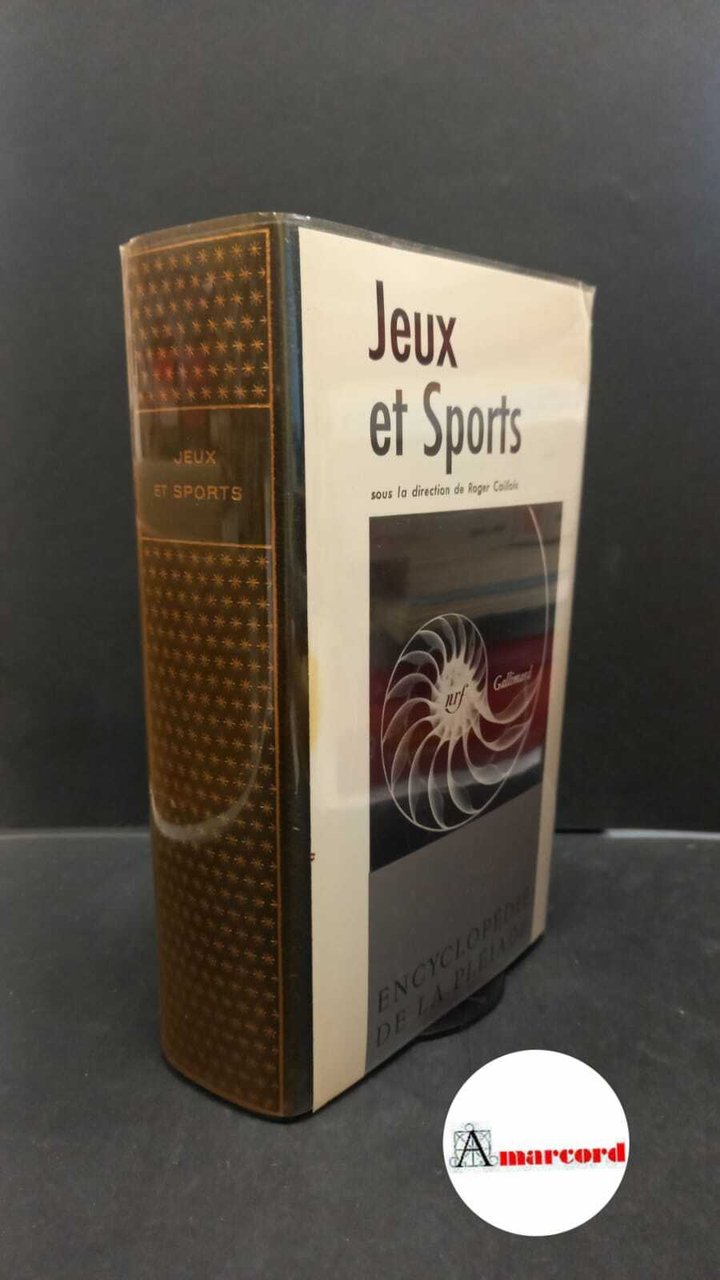 JEUX
ET SPORTS
Jeux
et Sports
sous la direction de Roger Caillois
nrf
Gallimard
ENCYCLOPÉDIE
DE LA PLÉIADE
Amarcord